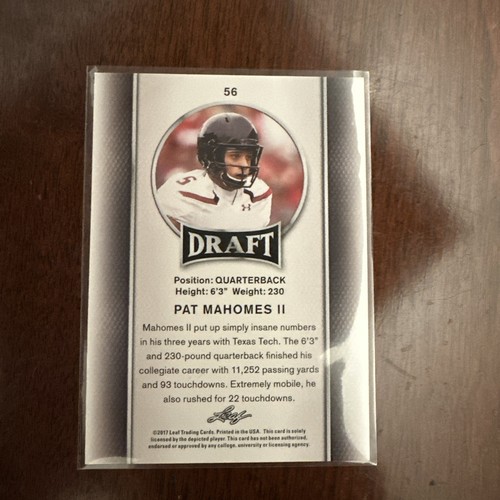 56
5
DRAFT
Position: QUARTERBACK
Height: 6'3" Weight: 230
PAT MAHOMES II
Mahomes II put up simply insane numbers
in his three years with Texas Tech. The 6'3"
and 230-pound quarterback finished his
collegiate career with 11,252 passing yards
and 93 touchdowns. Extremely mobile, he
also rushed for 22 touchdowns.
Leaf
©2017 Leaf Trading Cards. Printed in the USA. This card is solely
licensed by the depicted player. This card has not been authorized,
endorsed or approved by any college, university or licensing agency.